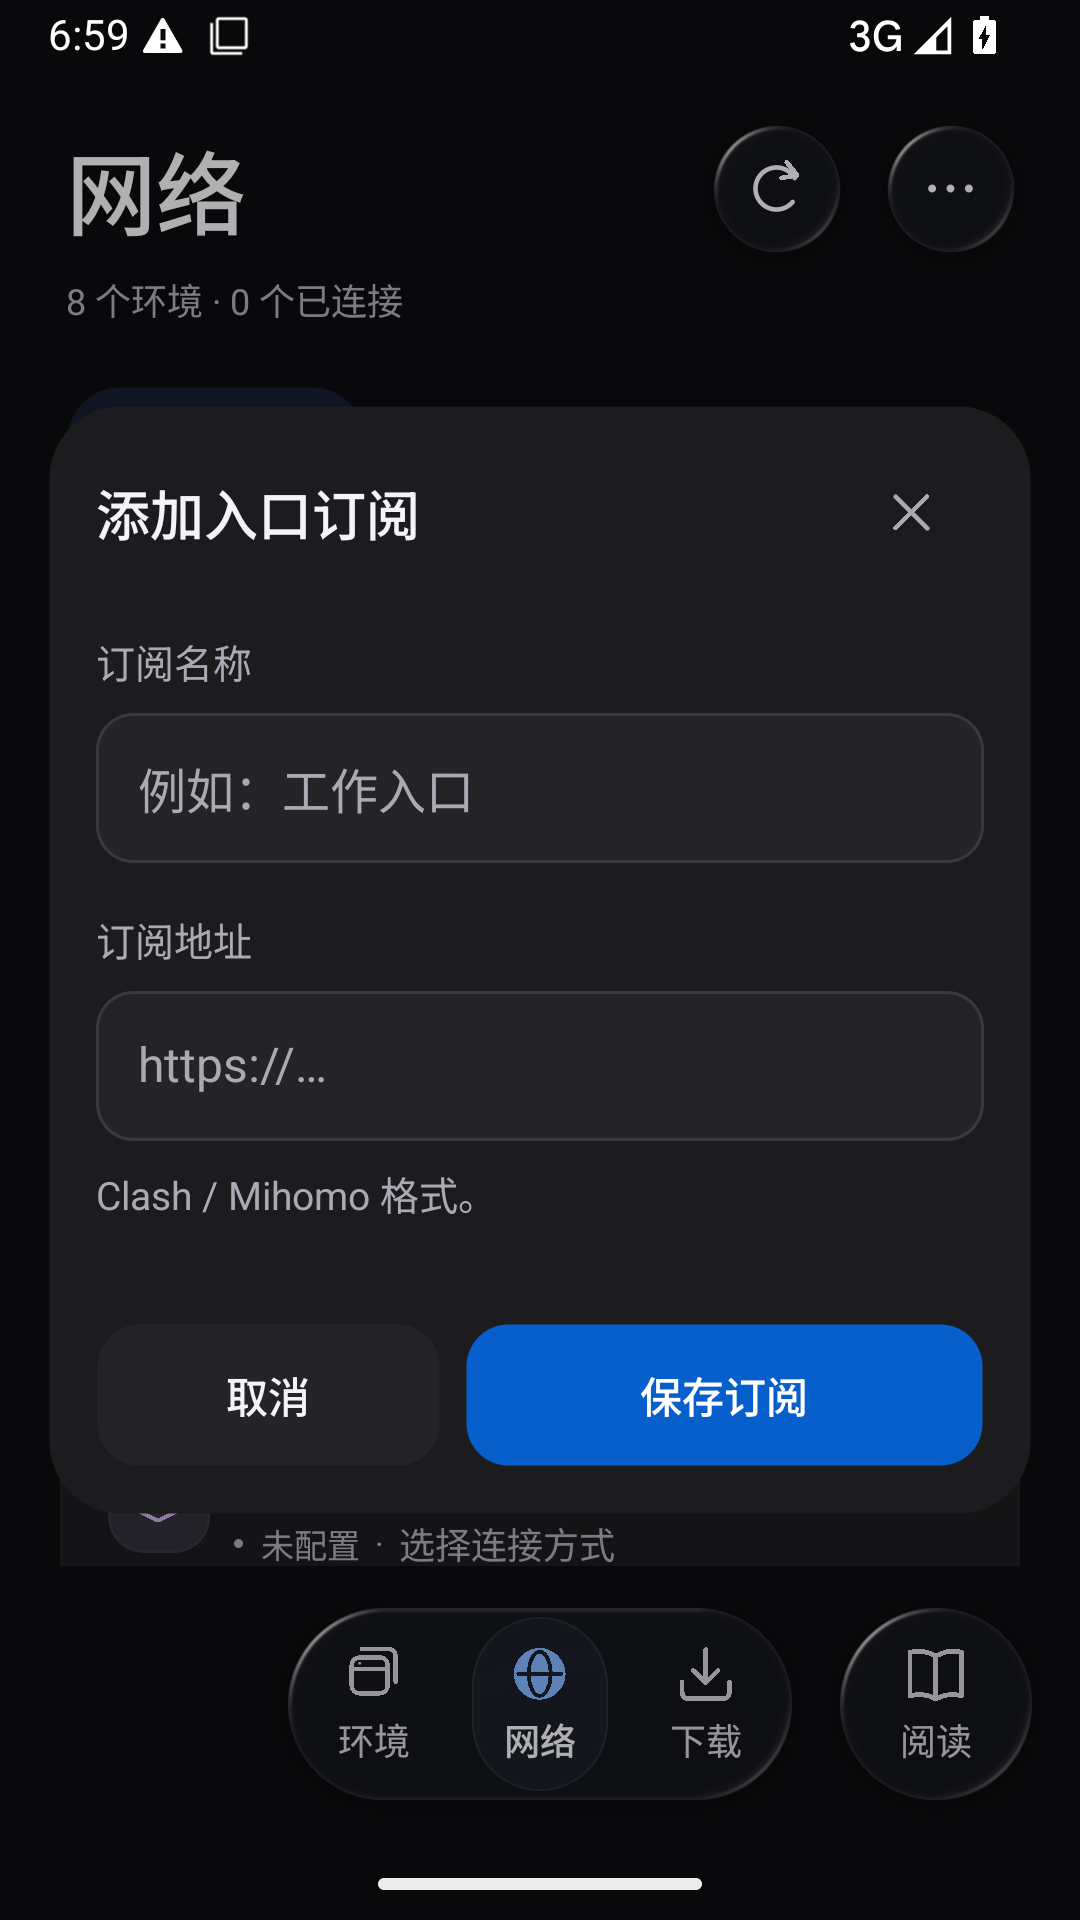 6:59
3G
网络
8 个环境 · 0 个已连接
添加入口订阅
订阅名称
例如：工作入口
订阅地址
https://...
Clash / Mihomo 格式。
取消
保存订阅
• 未配置 · 选择连接方式
环境
网络
下载
阅读